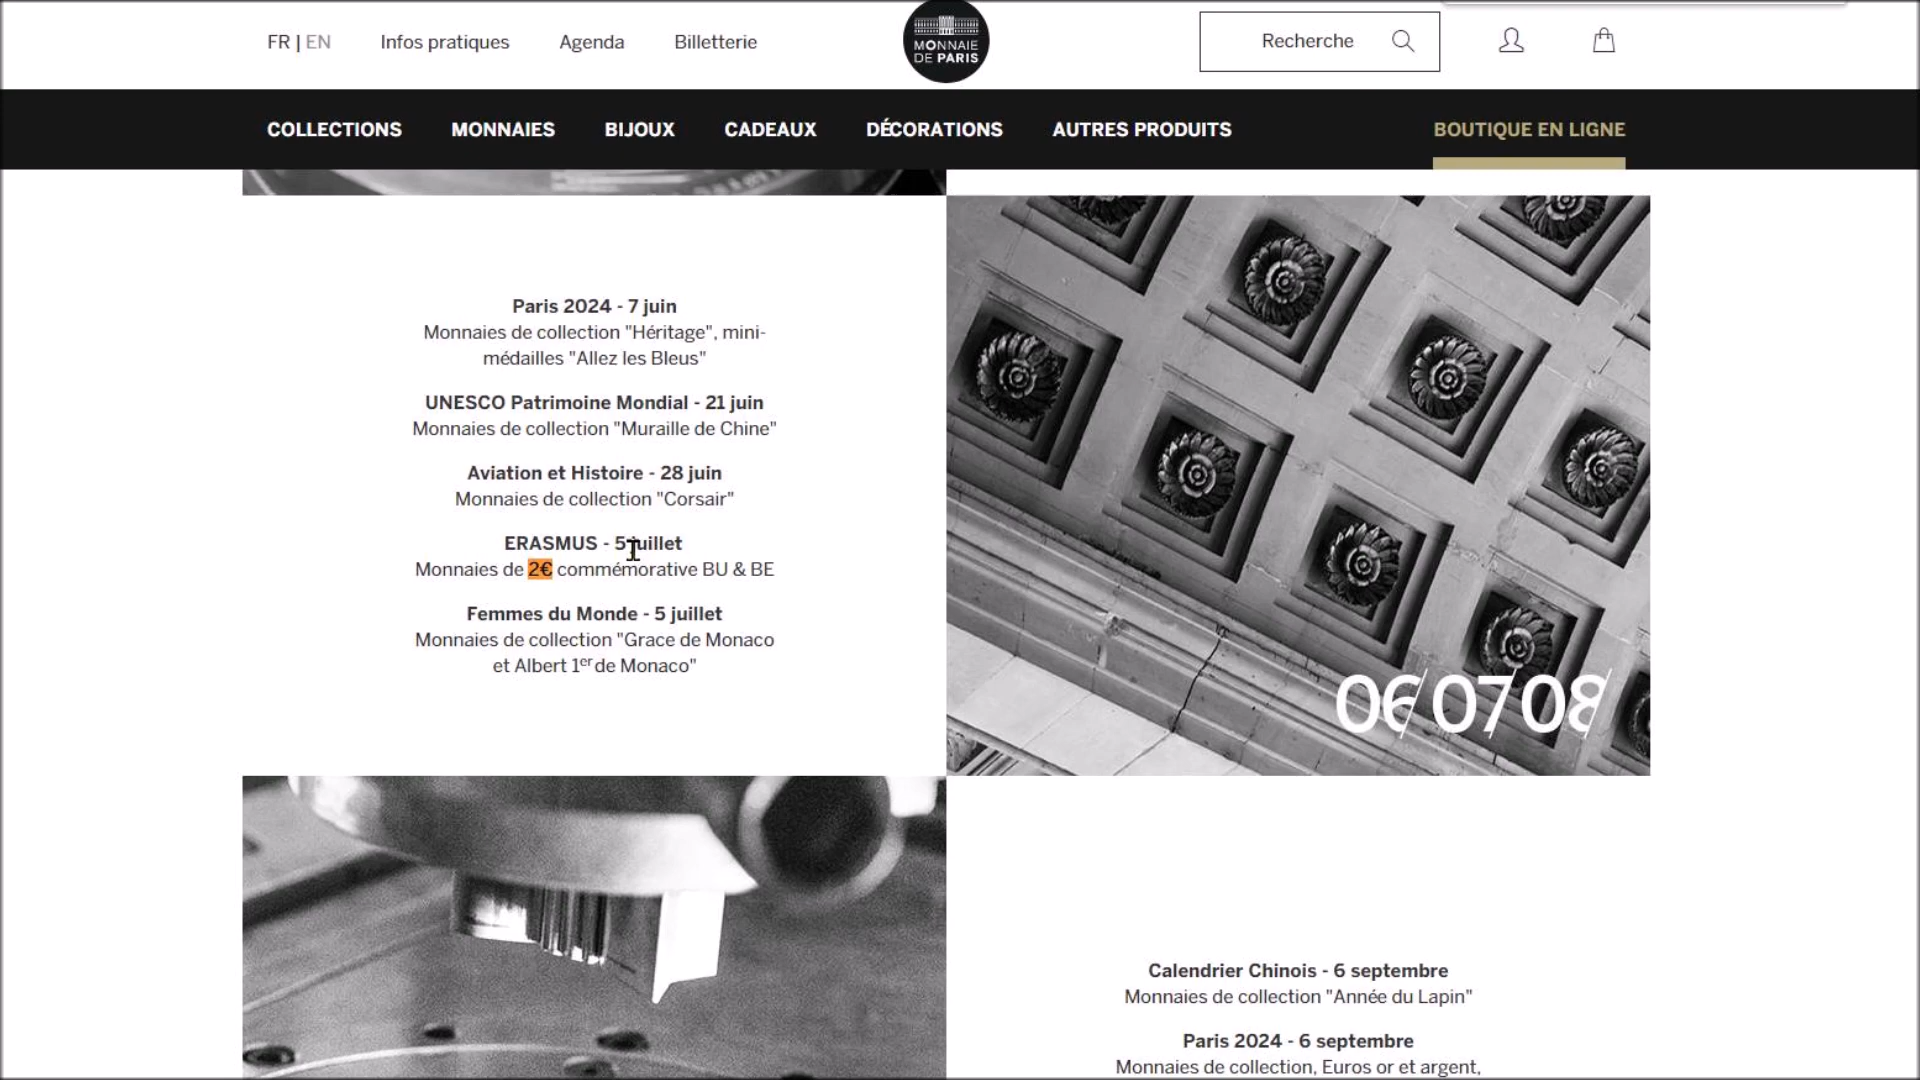 FR | EN
Infos pratiques
Agenda
Billetterie
MONNAIE
DE PARIS
Recherche
COLLECTIONS
MONNAIES
BIJOUX
CADEAUX
DÉCORATIONS
AUTRES PRODUITS
BOUTIQUE EN LIGNE
Paris 2024 - 7 juin
Monnaies de collection "Héritage", mini-
médailles "Allez les Bleus"
UNESCO Patrimoine Mondial - 21 juin
Monnaies de collection "Muraille de Chine"
Aviation et Histoire - 28 juin
Monnaies de collection "Corsair"
ERASMUS - 5 juillet
Monnaies de 2€ commémorative BU & BE
Femmes du Monde - 5 juillet
Monnaies de collection "Grace de Monaco
et Albert 1er de Monaco"
06/07/08/
Calendrier Chinois - 6 septembre
Monnaies de collection "Année du Lapin"
Paris 2024 - 6 septembre
Monnaies de collection, Euros or et argent,